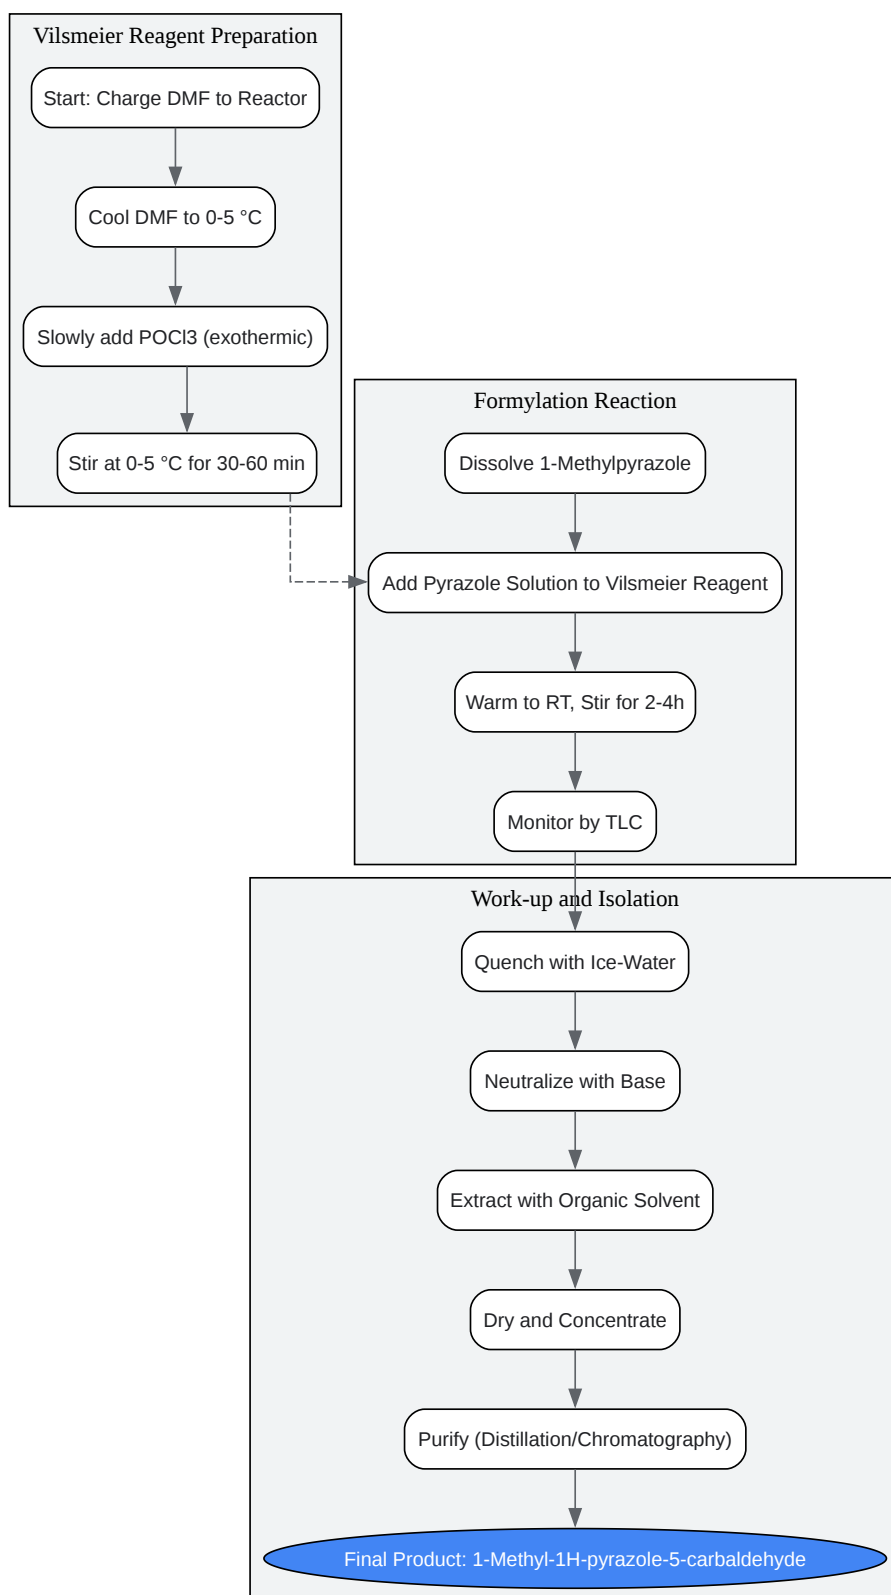 Vilsmeier Reagent Preparation
Start: Charge DMF to Reactor
Cool DMF to 0-5 °C
Slowly add POCl3 (exothermic)
Stir at 0-5 °C for 30-60 min
Formylation Reaction
Dissolve 1-Methylpyrazole
Add Pyrazole Solution to Vilsmeier Reagent
Warm to RT, Stir for 2-4h
Monitor by TLC
Work-up and Isolation
Quench with Ice-Water
Neutralize with Base
Extract with Organic Solvent
Dry and Concentrate
Purify (Distillation/Chromatography)
Final Product: 1-Methyl-1H-pyrazole-5-carbaldehyde